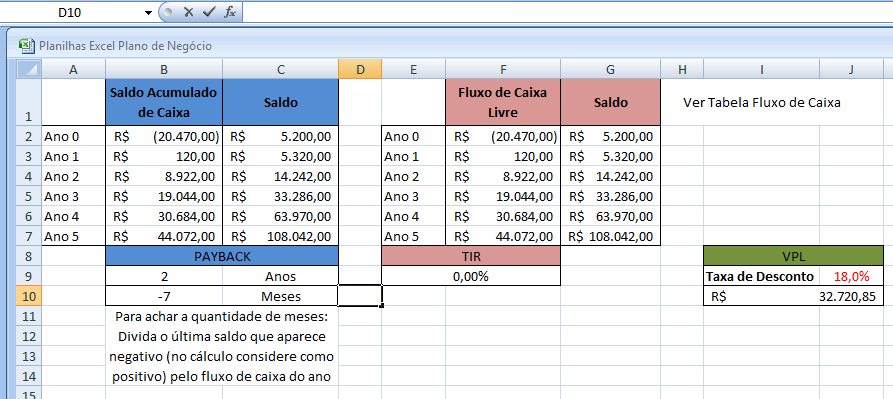 D10
fx
Planilhas Excel Plano de Negócio
A B C D E F G H I J
1 Saldo Acumulado de Caixa Saldo Fluxo de Caixa Livre Saldo Ver Tabela Fluxo de Caixa
2 Ano 0 R$ (20.470,00) R$ 5.200,00 Ano 0 R$ (20.470,00) R$ 5.200,00
3 Ano 1 R$ 120,00 R$ 5.320,00 Ano 1 R$ 120,00 R$ 5.320,00
4 Ano 2 R$ 8.922,00 R$ 14.242,00 Ano 2 R$ 8.922,00 R$ 14.242,00
5 Ano 3 R$ 19.044,00 R$ 33.286,00 Ano 3 R$ 19.044,00 R$ 33.286,00
6 Ano 4 R$ 30.684,00 R$ 63.970,00 Ano 4 R$ 30.684,00 R$ 63.970,00
7 Ano 5 R$ 44.072,00 R$ 108.042,00 Ano 5 R$ 44.072,00 R$ 108.042,00
8 PAYBACK TIR VPL
9 2 Anos 0,00% Taxa de Desconto 18,0%
10 -7 Meses R$ 32.720,85
11 Para achar a quantidade de meses:
12 Divida o última saldo que aparece
13 negativo (no cálculo considere como
14 positivo) pelo fluxo de caixa do ano
15